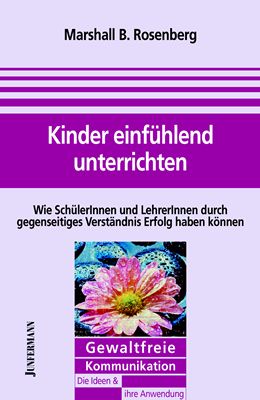 Marshall B. Rosenberg
Kinder einfühlend
unterrichten
Wie SchülerInnen und LehrerInnen durch
gegenseitiges Verständnis Erfolg haben können
JUNFERMANN
Gewaltfreie
Kommunikation
Die Ideen &
ihre Anwendung